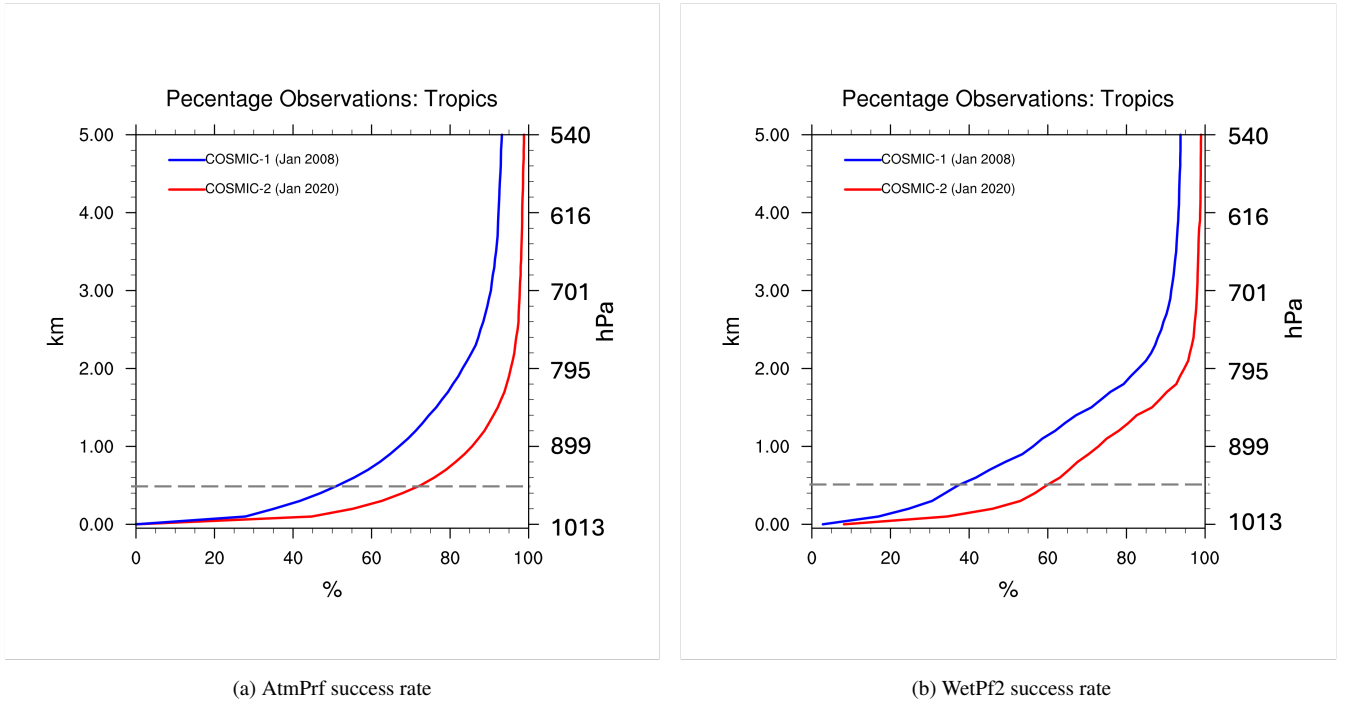 Pecentage Observations: Tropics
5.00
4.00
3.00
2.00
1.00
0.00
km
COSMIC-1 (Jan 2008)
COSMIC-2 (Jan 2020)
540
616
701
795
899
1013
hPa
0 20 40 60 80 100
%
(a) AtmPrf success rate
Pecentage Observations: Tropics
5.00
4.00
3.00
2.00
1.00
0.00
km
COSMIC-1 (Jan 2008)
COSMIC-2 (Jan 2020)
540
616
701
795
899
1013
hPa
0 20 40 60 80 100
%
(b) WetPf2 success rate